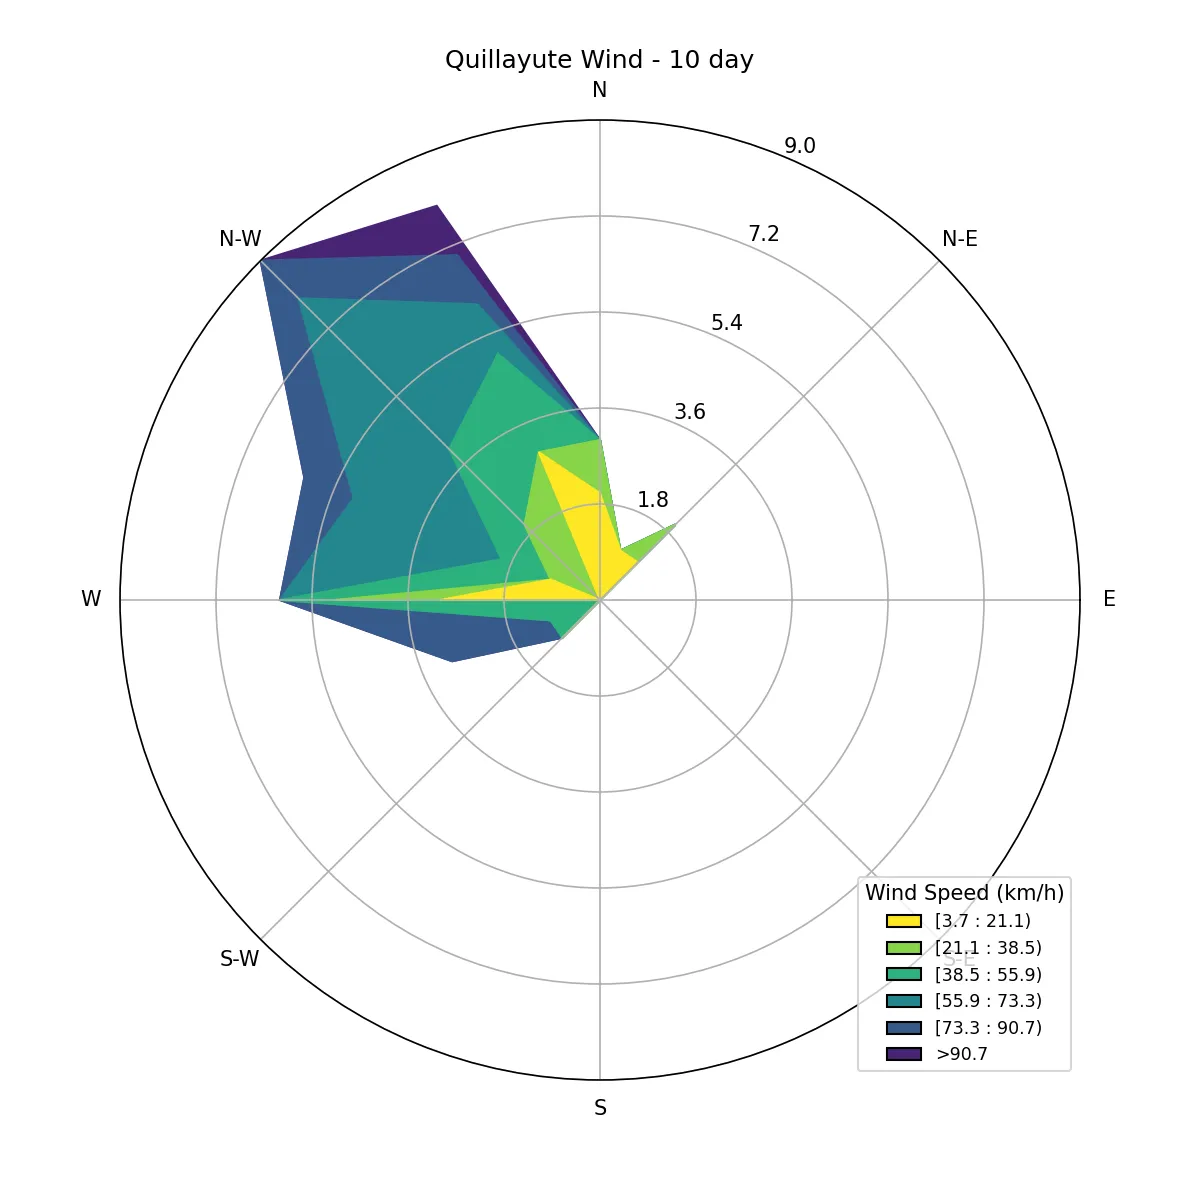 Quillayute Wind - 10 day
N
9.0
N-W
N-E
7.2
5.4
3.6
1.8
W
E
S-W
S-E
S
Wind Speed (km/h)
[3.7 : 21.1)
[21.1 : 38.5)
[38.5 : 55.9)
[55.9 : 73.3)
[73.3 : 90.7)
>90.7